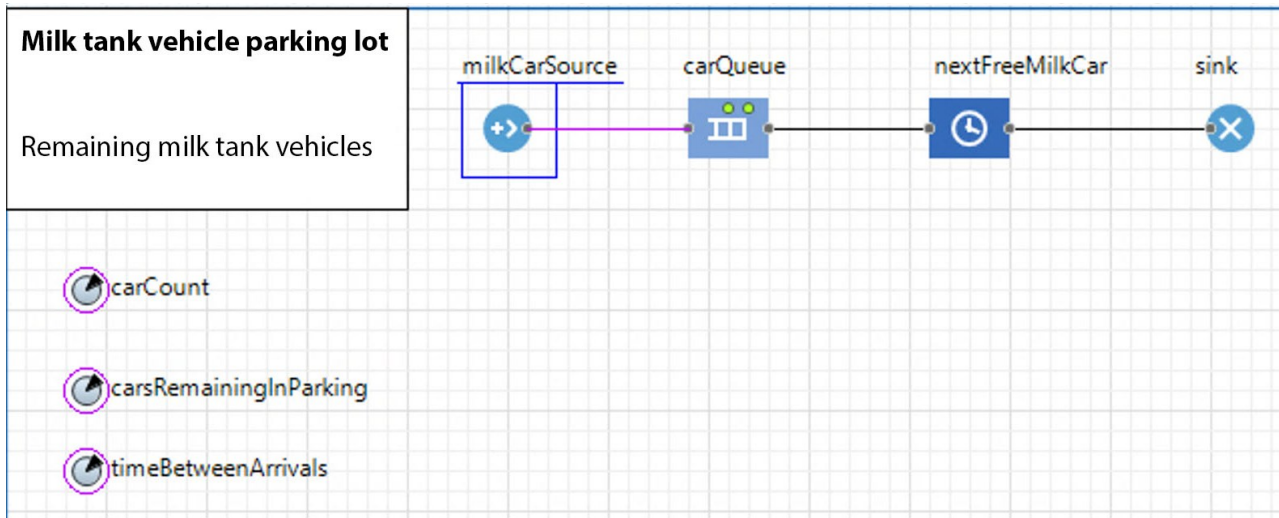 Milk tank vehicle parking lot
Remaining milk tank vehicles
milkCarSource
carQueue
nextFreeMilkCar
sink
carCount
carsRemainingInParking
timeBetweenArrivals